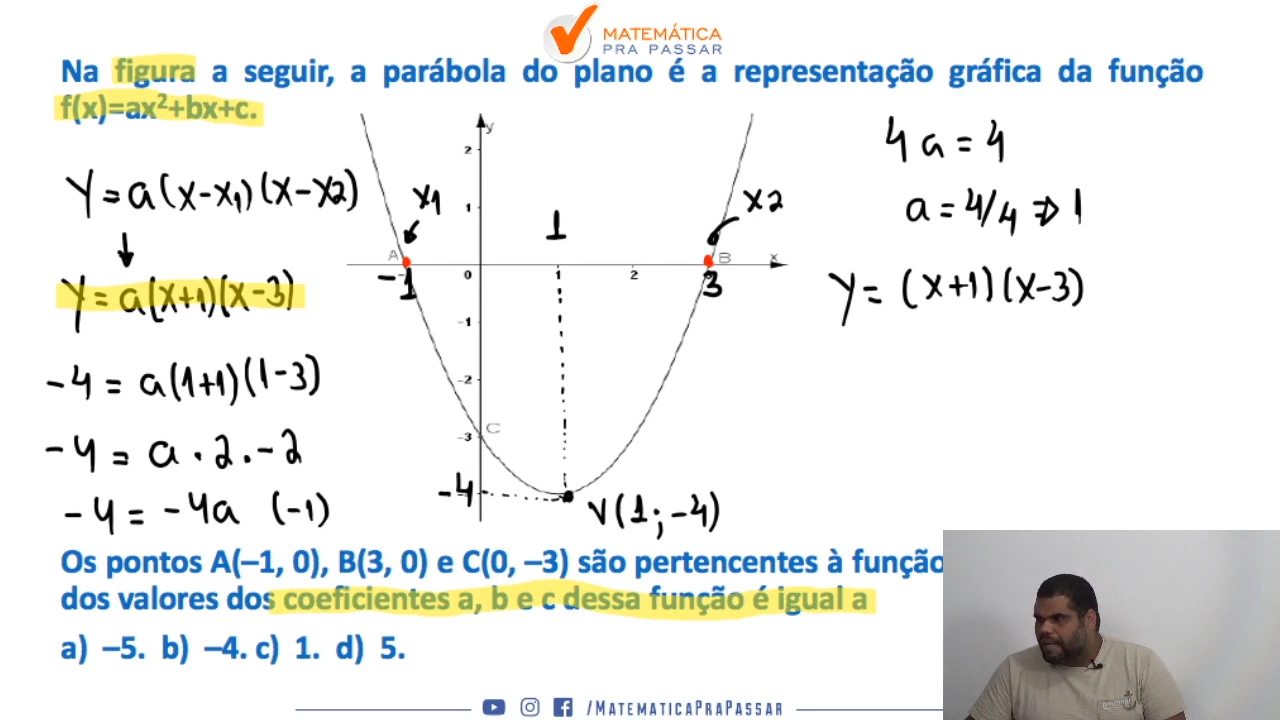 MATEMÁTICA
PRA PASSAR
Na figura a seguir, a parábola do plano é a representação gráfica da função
f(x)=ax²+bx+c.
Y = a(x-x1)(x-x2)
Y = a(x+1)(x-3)
-4 = a(1+1)(1-3)
-4 = a . 2 . -2
-4 = -4a (-1)
y
2
1
x1
1
x2
A
B
x
-1
0
1
2
3
-1
-2
C
-3
-4
V(1;-4)
4a = 4
a = 4/4 ⇒ 1
Y = (x+1)(x-3)
Os pontos A(–1, 0), B(3, 0) e C(0, –3) são pertencentes à função
dos valores dos coeficientes a, b e c dessa função é igual a
a) –5. b) –4. c) 1. d) 5.
/MatematicaPraPassar